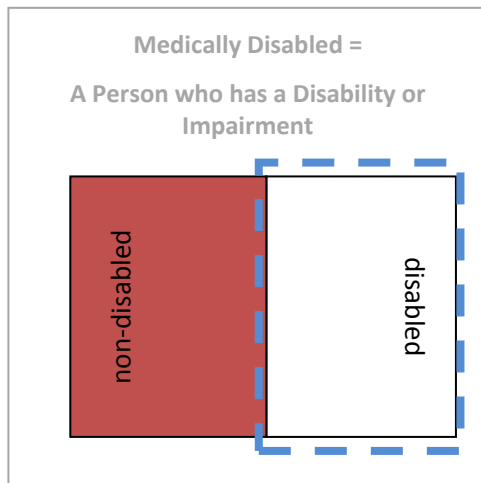 Medically Disabled =
A Person who has a Disability or
Impairment
non-disabled
disabled